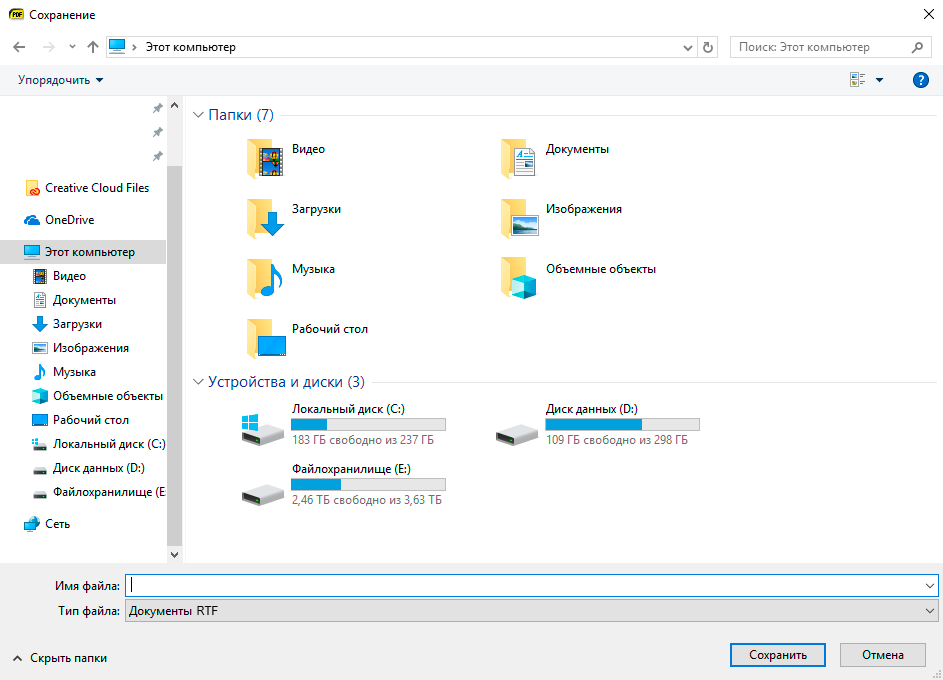 PDF Сохранение
Этот компьютер
Поиск: Этот компьютер
Упорядочить
?
Creative Cloud Files
OneDrive
Этот компьютер
Видео
Документы
Загрузки
Изображения
Музыка
Объемные объекты
Рабочий стол
Локальный диск (C:)
Диск данных (D:)
Файлохранилище (E
Сеть
Папки (7)
Видео
Документы
Загрузки
Изображения
Музыка
Объемные объекты
Рабочий стол
Устройства и диски (3)
Локальный диск (C:)
183 ГБ свободно из 237 ГБ
Диск данных (D:)
109 ГБ свободно из 298 ГБ
Файлохранилище (E:)
2,46 ТБ свободно из 3,63 ТБ
Имя файла:
Тип файла: Документы RTF
Скрыть папки
Сохранить
Отмена